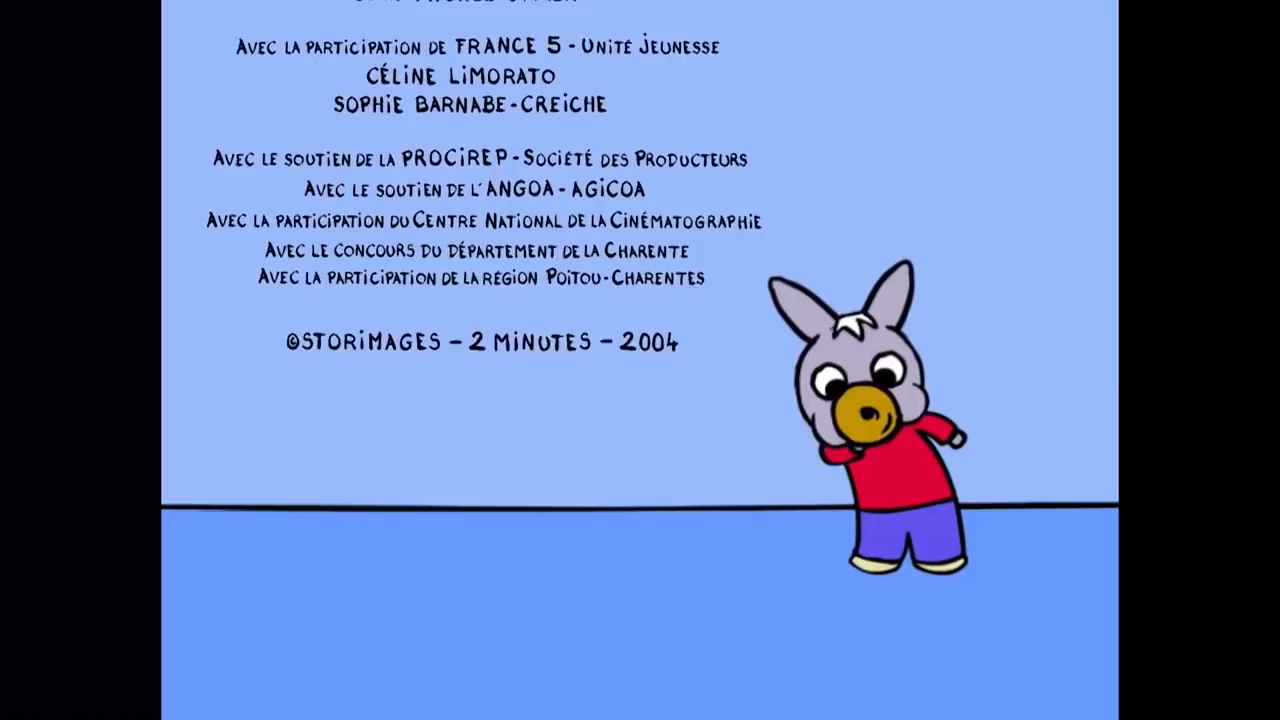 AVEC LA PARTICIPATION DE FRANCE 5 - UNITÉ JEUNESSE
CÉLINE LIMORATO
SOPHIE BARNABE-CREICHE
AVEC LE SOUTIEN DE LA PROCIREP - SOCIÉTÉ DES PRODUCTEURS
AVEC LE SOUTIEN DE L'ANGOA - AGICOA
AVEC LA PARTICIPATION DU CENTRE NATIONAL DE LA CINÉMATOGRAPHIE
AVEC LE CONCOURS DU DÉPARTEMENT DE LA CHARENTE
AVEC LA PARTICIPATION DE LA RÉGION POITOU-CHARENTES
©STORIMAGES - 2 MINUTES - 2004